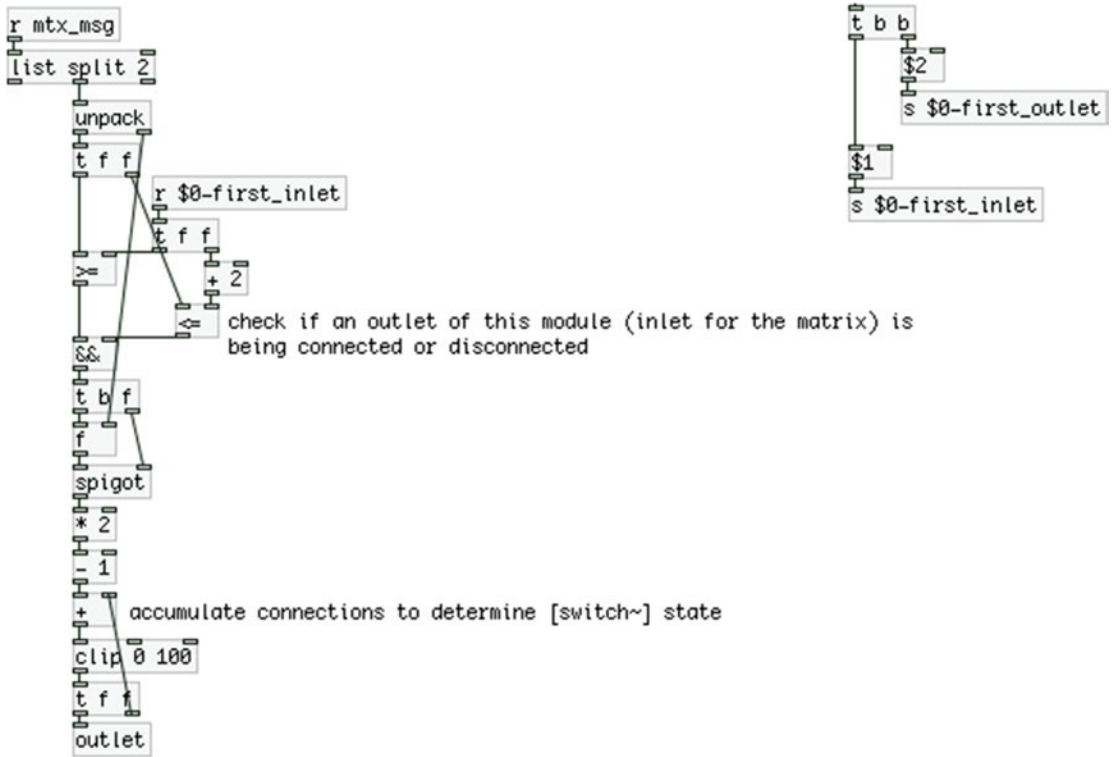 r mtx_msg
list split 2
unpack
t f f
r $0-first_inlet
t f f
>=
+ 2
<=
check if an outlet of this module (inlet for the matrix) is
being connected or disconnected
&&
t b f
f
spigot
* 2
- 1
+
accumulate connections to determine [switch~] state
clip 0 100
t f f
outlet
t b b
$2
s $0-first_outlet
$1
s $0-first_inlet